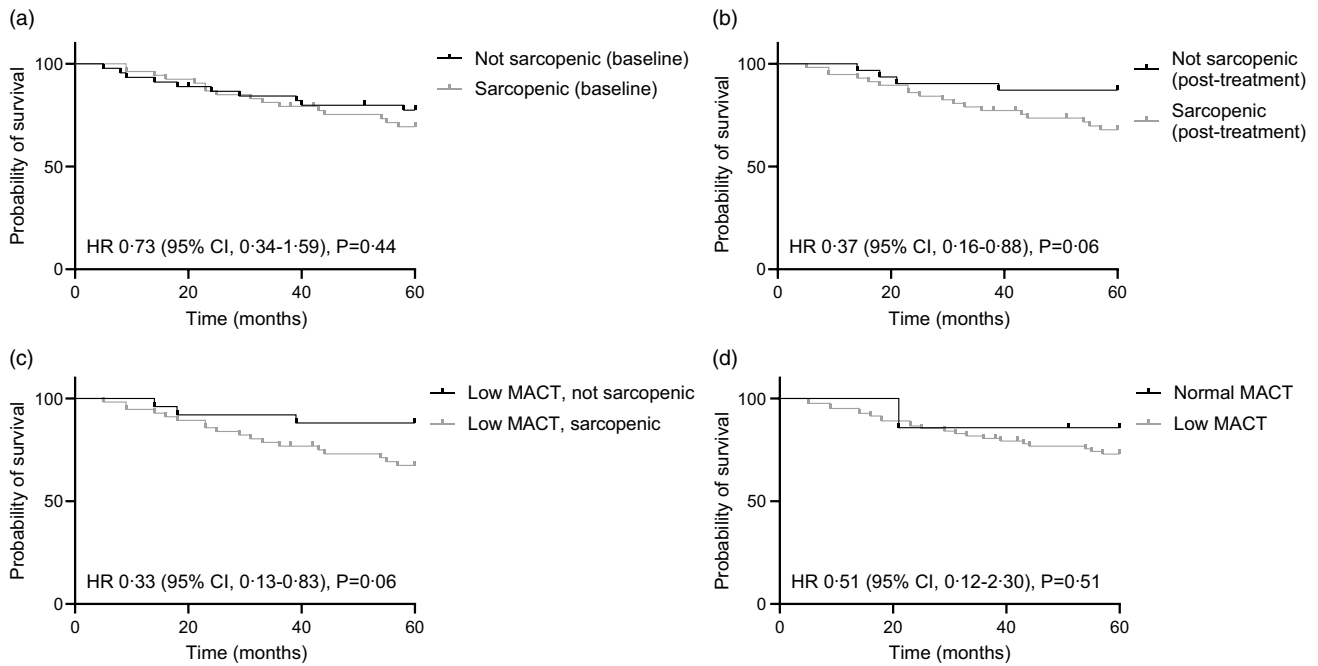 (a)
Probability of survival
100
50
0
0 20 40 60
Time (months)
Not sarcopenic (baseline)
Sarcopenic (baseline)
HR 0·73 (95% CI, 0·34-1·59), P=0·44
(b)
Probability of survival
100
50
0
0 20 40 60
Time (months)
Not sarcopenic
(post-treatment)
Sarcopenic
(post-treatment)
HR 0·37 (95% CI, 0·16-0·88), P=0·06
(c)
Probability of survival
100
50
0
0 20 40 60
Time (months)
Low MACT, not sarcopenic
Low MACT, sarcopenic
HR 0·33 (95% CI, 0·13-0·83), P=0·06
(d)
Probability of survival
100
50
0
0 20 40 60
Time (months)
Normal MACT
Low MACT
HR 0·51 (95% CI, 0·12-2·30), P=0·51